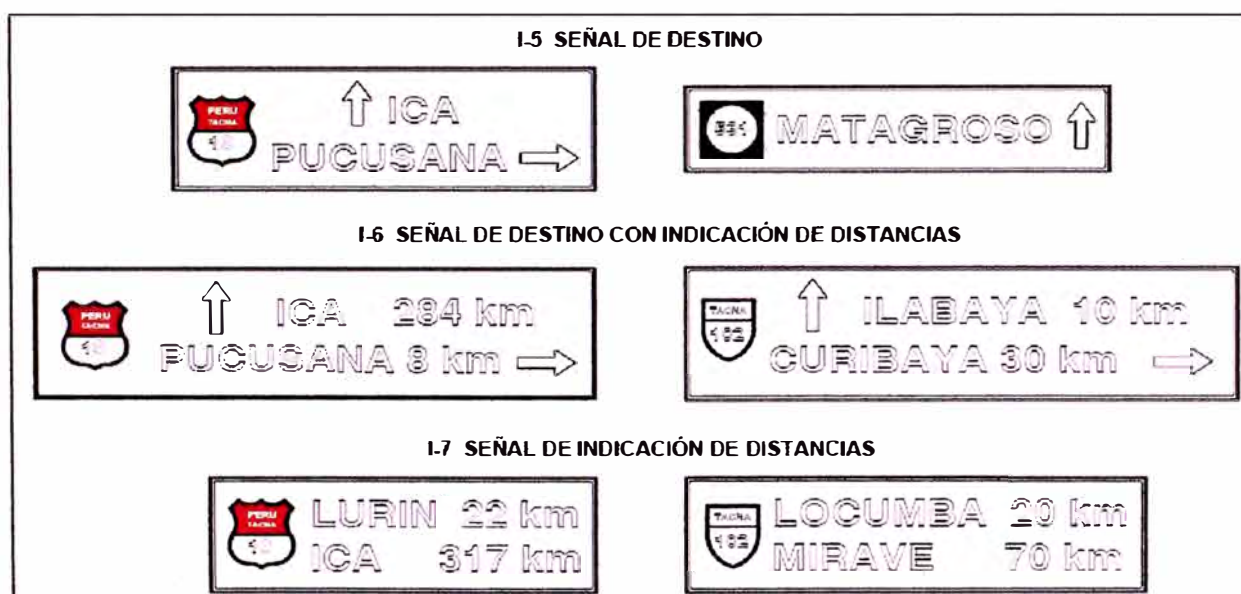 I-5 SEÑAL DE DESTINO
PERU
TACNA
ICA
PUCUSANA
MATAGROSO
I-6 SEÑAL DE DESTINO CON INDICACIÓN DE DISTANCIAS
PERU
TACNA
ICA 284 km
PUCUSANA 8 km
TACNA
102
ILABAYA 10 km
CURIBAYA 30 km
I-7 SEÑAL DE INDICACIÓN DE DISTANCIAS
PERU
TACNA
LURIN 22 km
ICA 317 km
TACNA
102
LOCUMBA 20 km
MIRAVE 70 km